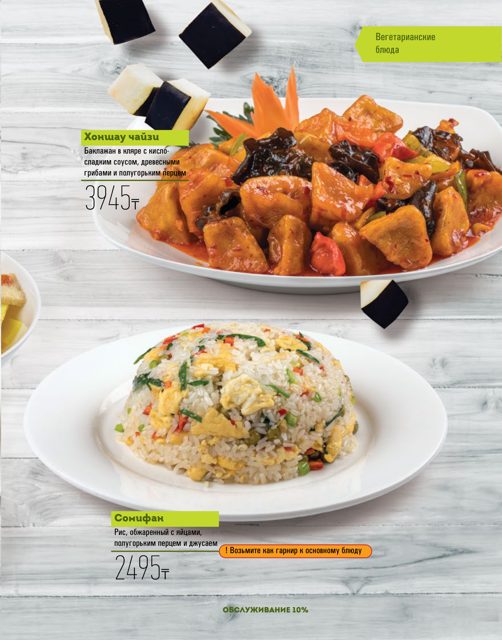 Вегетарианские
блюда
Хоншау чайзи
Баклажан в кляре с кисло-
сладким соусом, древесными
грибами и полугорьким перцем
3945₸
Сомифан
Рис, обжаренный с яйцами,
полугорьким перцем и джусаем
2495₸
! Возьмите как гарнир к основному блюду
ОБСЛУЖИВАНИЕ 10%